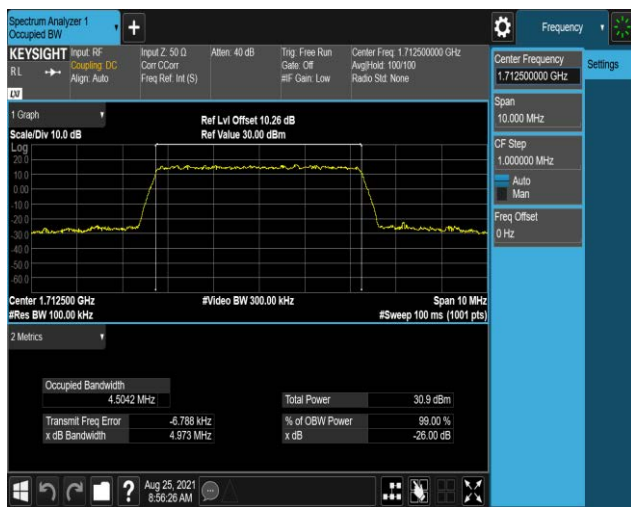 Spectrum Analyzer 1
Occupied BW
+
Frequency
KEYSIGHT
RL
LXI
Input: RF
Coupling: DC
Align: Auto
Input Z: 50 Ω
Corr CCorr
Freq Ref: Int (S)
Atten: 40 dB
Trig: Free Run
Gate: Off
#IF Gain: Low
Center Freq: 1.712500000 GHz
Avg|Hold: 100/100
Radio Std: None
Center Frequency
1.712500000 GHz
Settings
Span
10.000 MHz
CF Step
1.000000 MHz
Auto
Man
Freq Offset
0 Hz
1 Graph
Scale/Div 10.0 dB
Ref Lvl Offset 10.26 dB
Ref Value 30.00 dBm
Log
20.0
10.0
0.00
-10.0
-20.0
-30.0
-40.0
-50.0
-60.0
Center 1.712500 GHz
#Video BW 300.00 kHz
Span 10 MHz
#Res BW 100.00 kHz
#Sweep 100 ms (1001 pts)
2 Metrics
Occupied Bandwidth
4.5042 MHz
Total Power 30.9 dBm
Transmit Freq Error -6.788 kHz
% of OBW Power 99.00 %
x dB Bandwidth 4.973 MHz
x dB -26.00 dB
?
Aug 25, 2021
8:56:26 AM